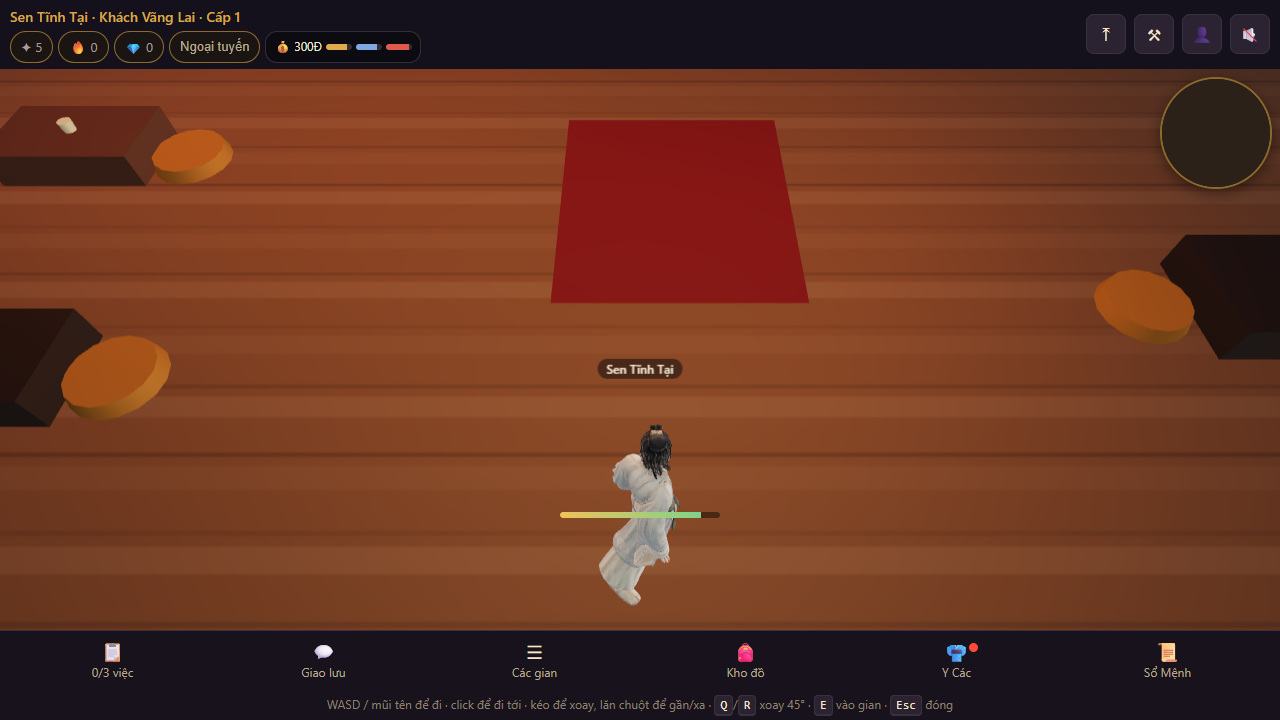 Sen Tĩnh Tại · Khách Vãng Lai · Cấp 1
5 0 0 Ngoại tuyến 300Đ
Sen Tĩnh Tại
0/3 việc Giao lưu Các gian Kho đồ Y Các Sổ Mệnh
WASD / mũi tên để đi · click để đi tới · kéo để xoay, lăn chuột để gần/xa · Q / R xoay 45° · E vào gian · Esc đóng